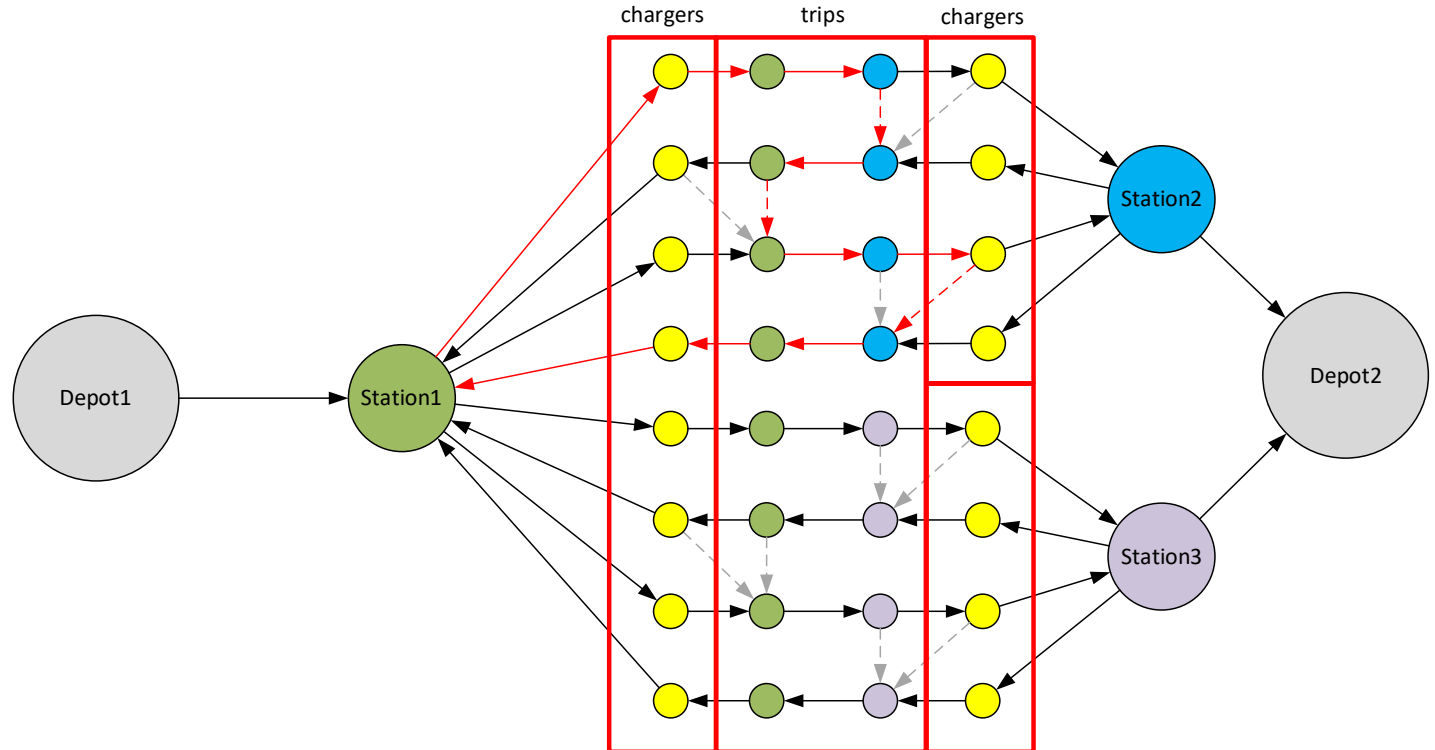 chargers
trips
chargers
Station2
Depot1
Station1
Depot2
Station3